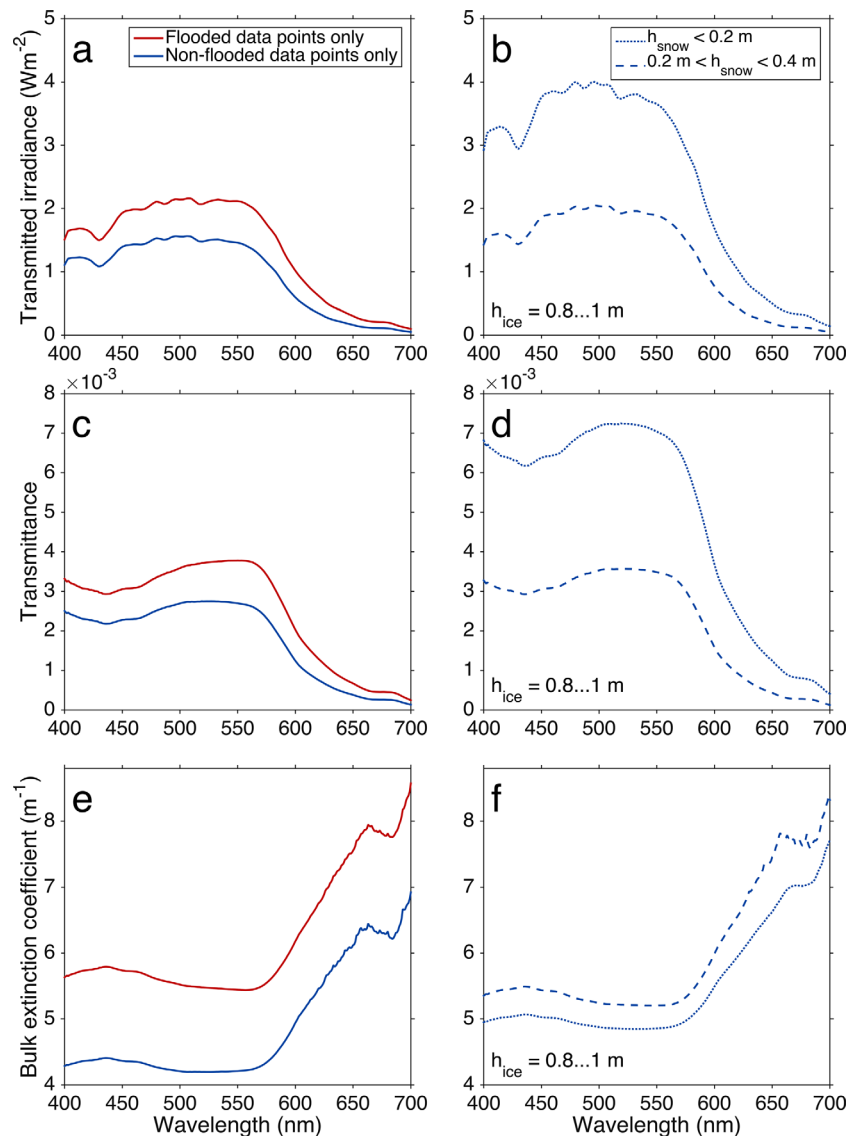 a
Flooded data points only
Non-flooded data points only
Transmitted irradiance (Wm⁻²)
5
4
3
2
1
0
400 450 500 550 600 650 700
b
h_snow < 0.2 m
0.2 m < h_snow < 0.4 m
5
4
3
2
1
0
h_ice = 0.8...1 m
400 450 500 550 600 650 700
×10⁻³
c
Transmittance
8
7
6
5
4
3
2
1
0
400 450 500 550 600 650 700
×10⁻³
d
8
7
6
5
4
3
2
1
0
h_ice = 0.8...1 m
400 450 500 550 600 650 700
e
Bulk extinction coefficient (m⁻¹)
8
7
6
5
4
400 450 500 550 600 650 700
Wavelength (nm)
f
8
7
6
5
4
h_ice = 0.8...1 m
400 450 500 550 600 650 700
Wavelength (nm)